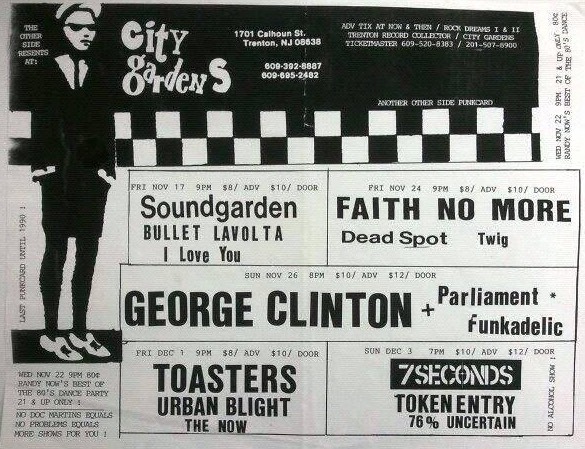 THE
OTHER
SIDE
RESENTS
AT:
City
gardens
1701 Calhoun St.
Trenton, NJ 08638
609-392-8887
609-695-2482
ADV TIX AT NOW & THEN / ROCK DREAMS I & II
TRENTON RECORD COLLECTOR / CITY GARDENS
TICKETMASTER 609-520-8383 / 201-507-8900
ANOTHER OTHER SIDE PUNKCARD
WED NOV 22 9PM 21 & UP ONLY 80¢
RANDY NOW'S BEST OF THE 80'S DANCE
FRI NOV 17 9PM $8/ ADV $10/ DOOR
Soundgarden
BULLET LAVOLTA
I Love You
FRI NOV 24 9PM $8/ ADV $10/ DOOR
FAITH NO MORE
Dead Spot Twig
SUN NOV 26 8PM $10/ ADV $12/ DOOR
GEORGE CLINTON + Parliament *
Funkadelic
LAST PUNKCARD UNTIL 1990 !
FRI DEC 1 9PM $8/ ADV $10/ DOOR
TOASTERS
URBAN BLIGHT
THE NOW
SUN DEC 3 7PM $10/ ADV $12/ DOOR
7SECONDS
TOKEN ENTRY
76% UNCERTAIN
NO ALCOHOL SHOW !
WED NOV 22 9PM 80¢
RANDY NOW'S BEST OF
THE 80'S DANCE PARTY
21 & UP ONLY !
NO DOC MARTINS EQUALS
NO PROBLEMS EQUALS
MORE SHOWS FOR YOU !